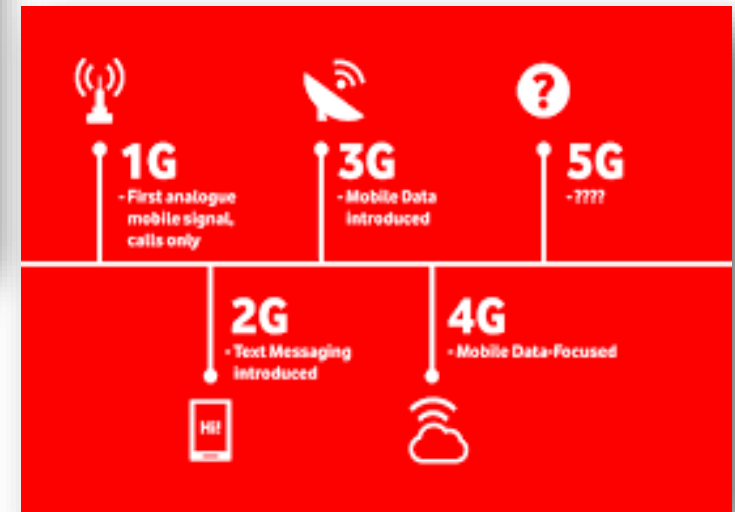 1G
- First analogue
mobile signal,
calls only
2G
- Text Messaging
introduced
Hi!
3G
- Mobile Data
introduced
4G
- Mobile Data-Focused
?
5G
- ????